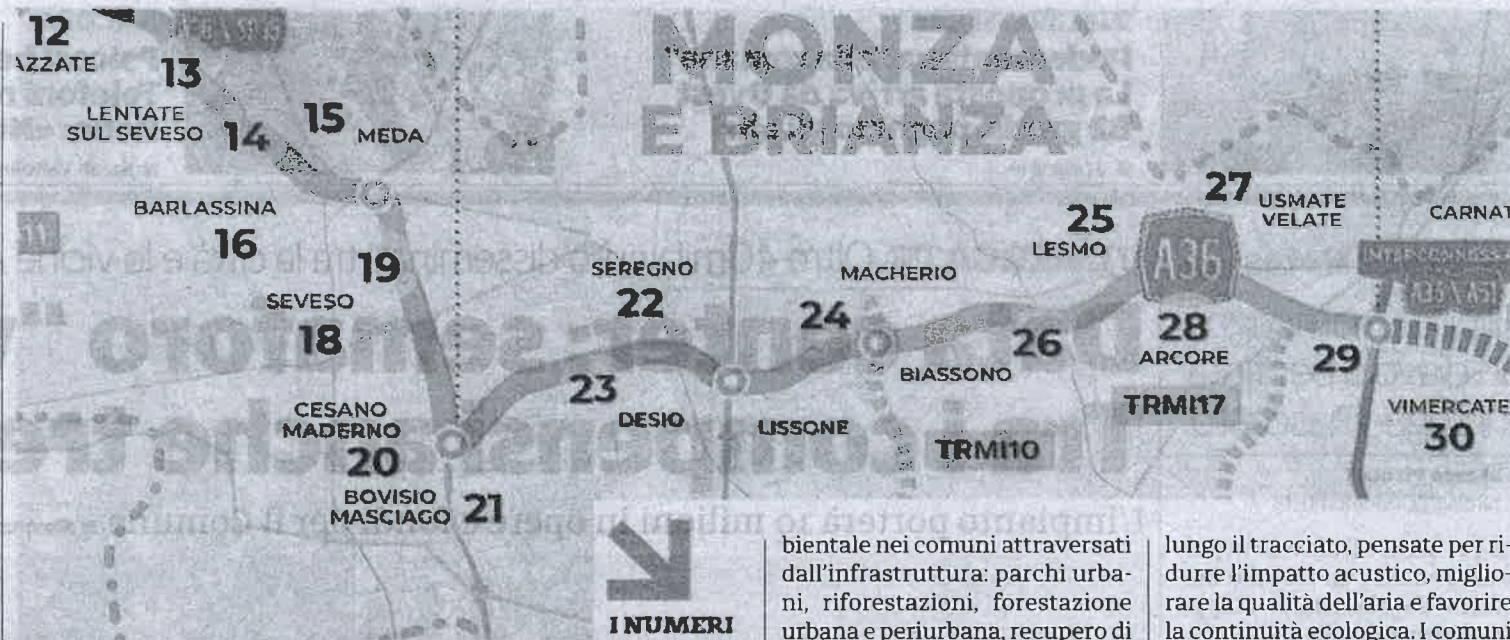 12
AZZATE
13
LENTATE
SUL SEVESO
14
15
MEDA
MONZA
E BRIANZA
BARLASSINA
16
19
SEVESO
18
SEREGNO
22
MACHERIO
24
25
LESMO
A36
27
USMATE
VELATE
CARNAT
INTERCONNESSI
A36/A51
23
DESIO
LISSONE
BIASSONO
26
28
ARCORE
29
TRMI10
TRMI17
VIMERCATE
30
CESANO
MADERNO
20
BOVISIO
MASCIAGO
21
I NUMERI
bientale nei comuni attraversati
dall'infrastruttura: parchi urba-
ni, riforestazioni, forestazione
urbana e periurbana, recupero di
lungo il tracciato, pensate per ri-
durre l'impatto acustico, miglio-
rare la qualità dell'aria e favorire
la continuità ecologica. I comun